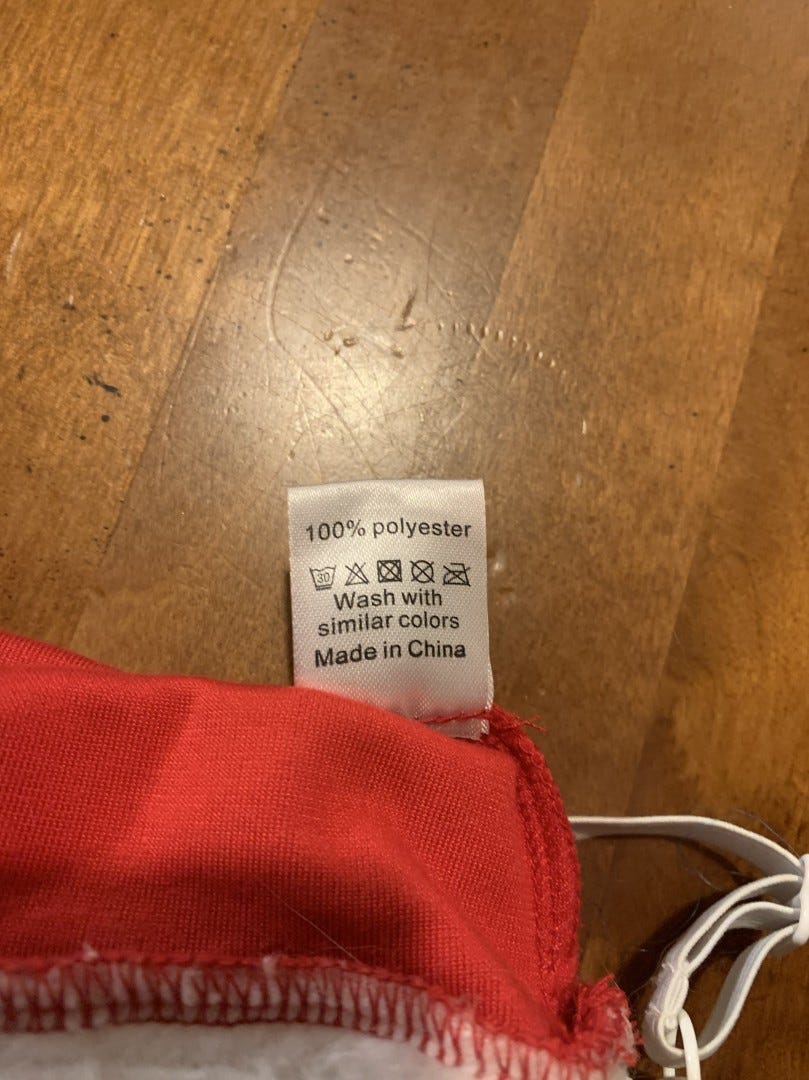 100% polyester
30
Wash with
similar colors
Made in China